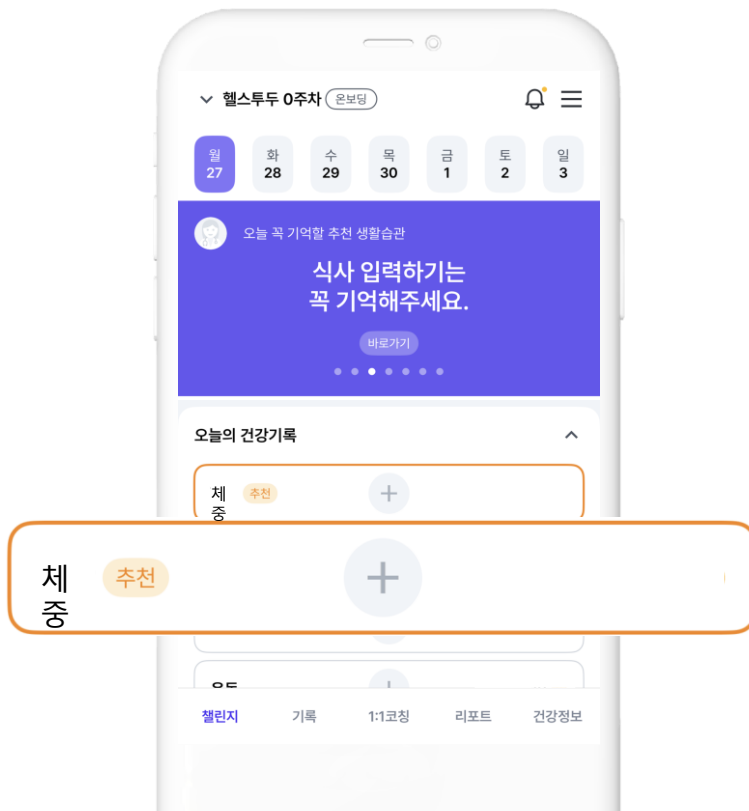 헬스투두 0주차 온보딩
월 화 수 목 금 토 일
27 28 29 30 1 2 3
오늘 꼭 기억할 추천 생활습관
식사 입력하기는
꼭 기억해주세요.
바로가기
오늘의 건강기록
체중 추천
체중 추천
챌린지 기록 1:1코칭 리포트 건강정보